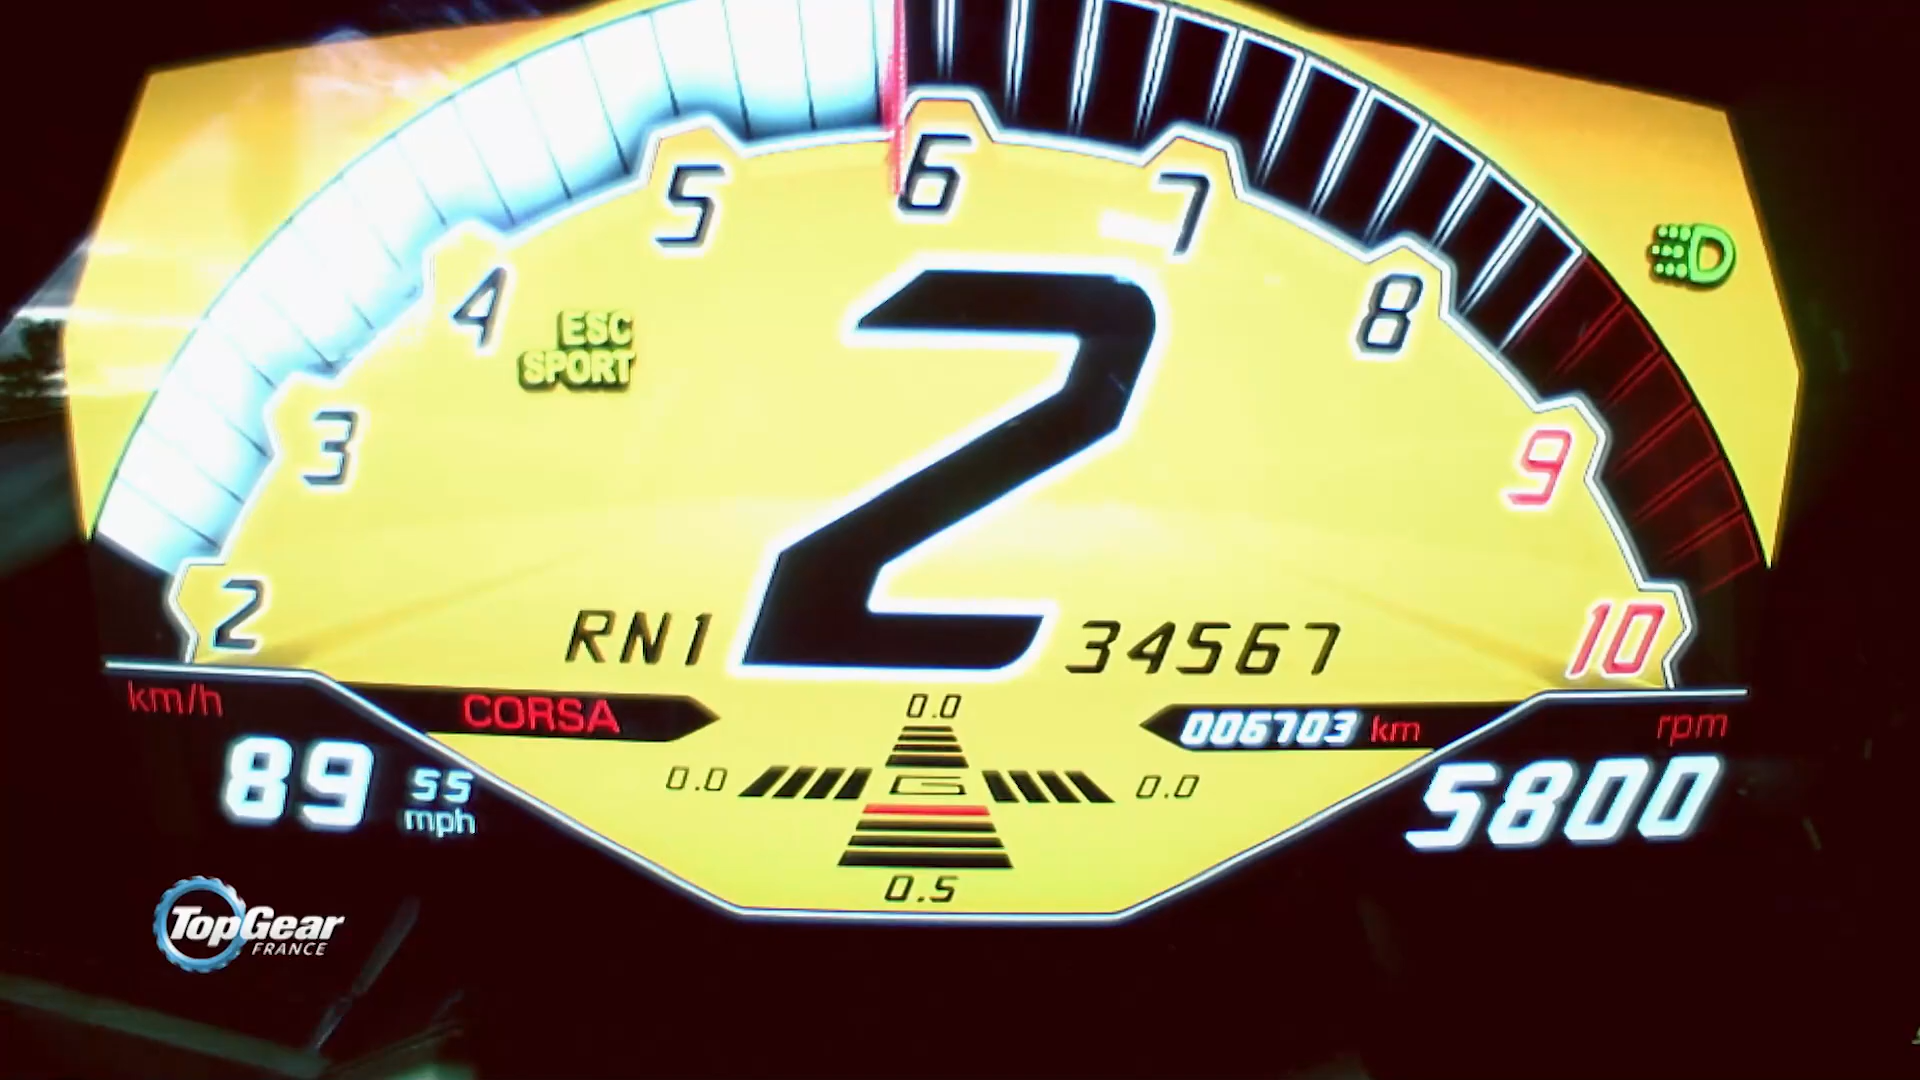 2 3 4 5 6 7 8 9 10
ESC
SPORT
RN1 2 34567
km/h
CORSA
0.0
006703 km
rpm
89
55
mph
0.0 G 0.0
5800
0.5
TopGear
FRANCE